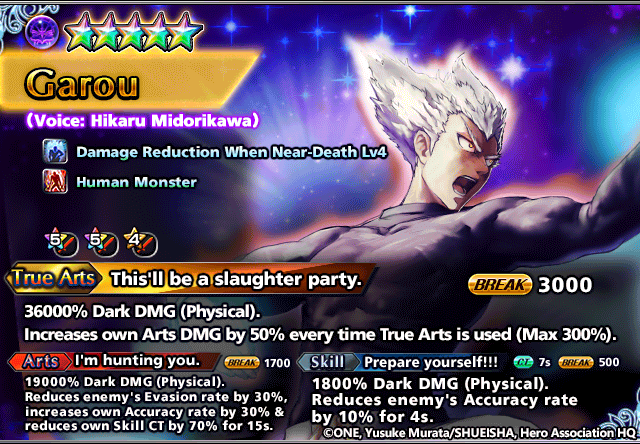 Garou
(Voice: Hikaru Midorikawa)
Damage Reduction When Near-Death Lv4
Human Monster
5 5 4
True Arts This'll be a slaughter party. BREAK 3000
36000% Dark DMG (Physical).
Increases own Arts DMG by 50% every time True Arts is used (Max 300%).
Arts I'm hunting you. BREAK 1700
19000% Dark DMG (Physical).
Reduces enemy's Evasion rate by 30%,
increases own Accuracy rate by 30% &
reduces own Skill CT by 70% for 15s.
Skill Prepare yourself!!! CT 7s BREAK 500
1800% Dark DMG (Physical).
Reduces enemy's Accuracy rate
by 10% for 4s.
©ONE, Yusuke Murata/SHUEISHA, Hero Association HQ